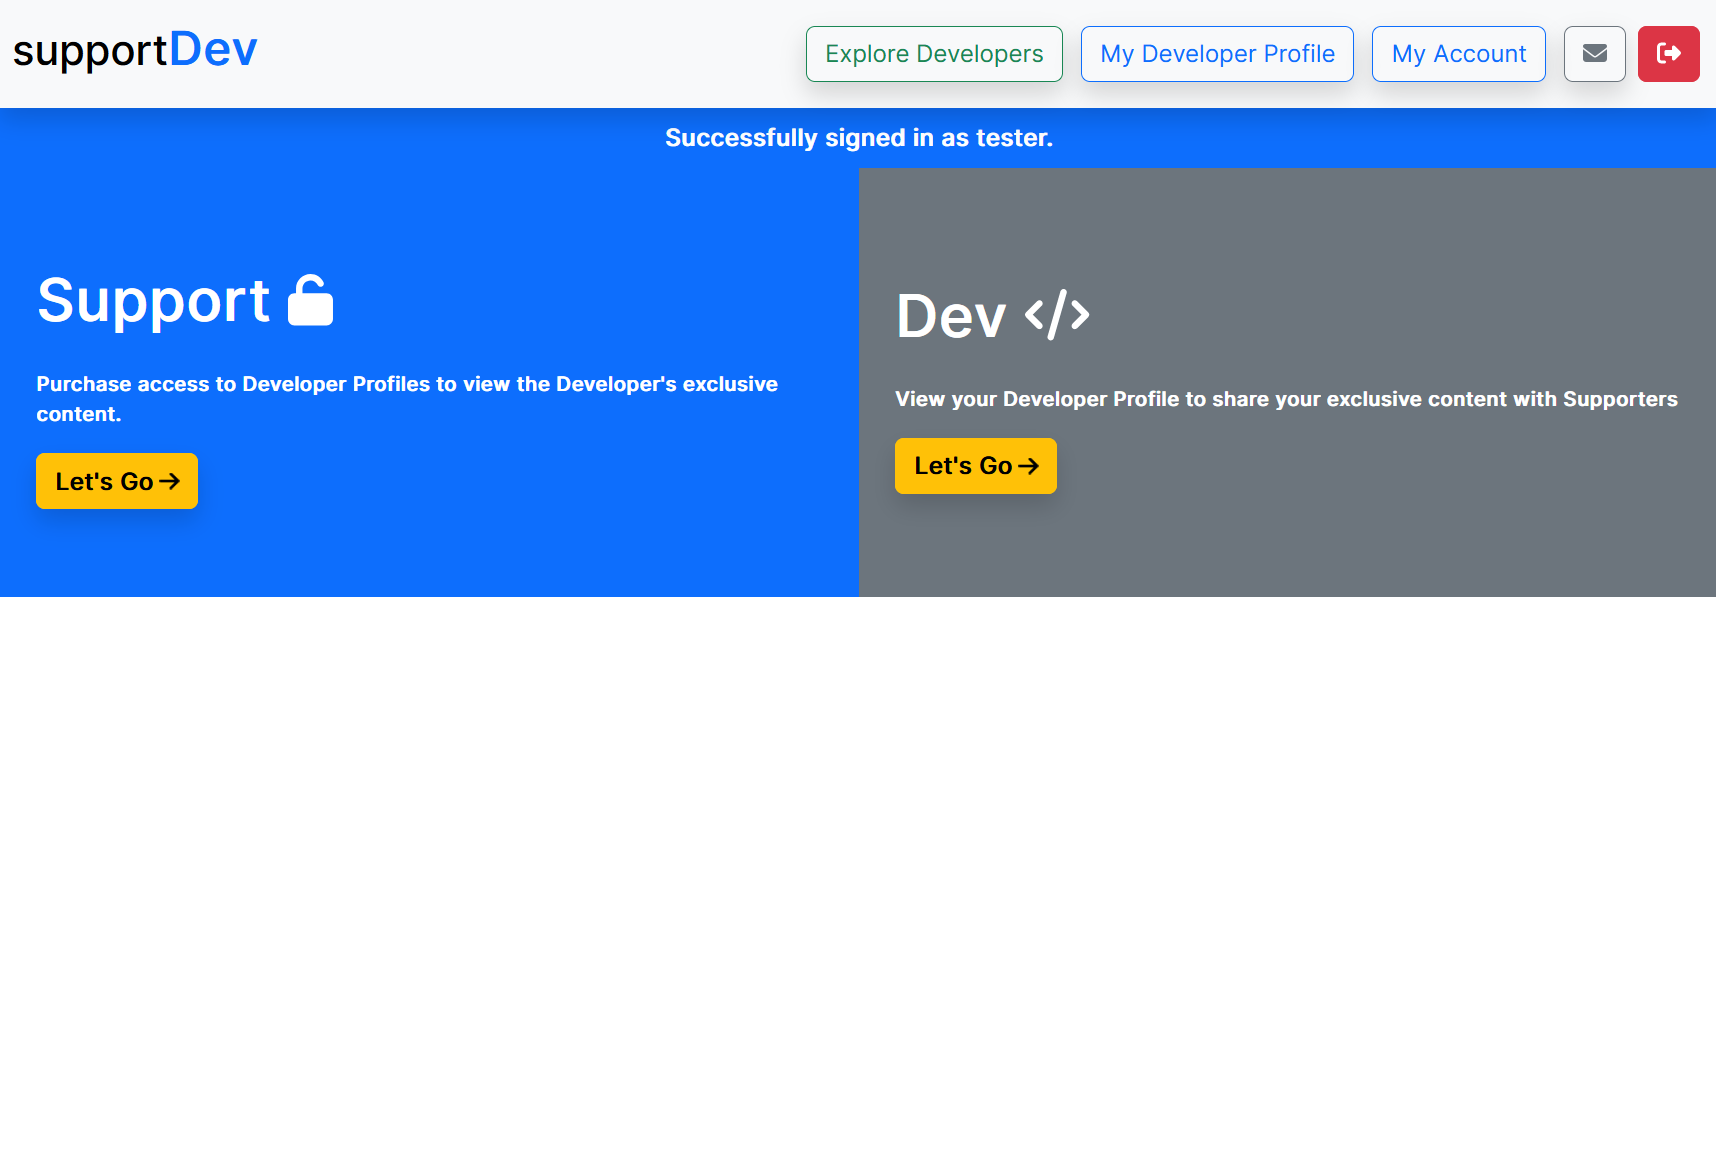 supportDev
Explore Developers
My Developer Profile
My Account
Successfully signed in as tester.
Support
Purchase access to Developer Profiles to view the Developer's exclusive
content.
Let's Go
Dev
View your Developer Profile to share your exclusive content with Supporters
Let's Go